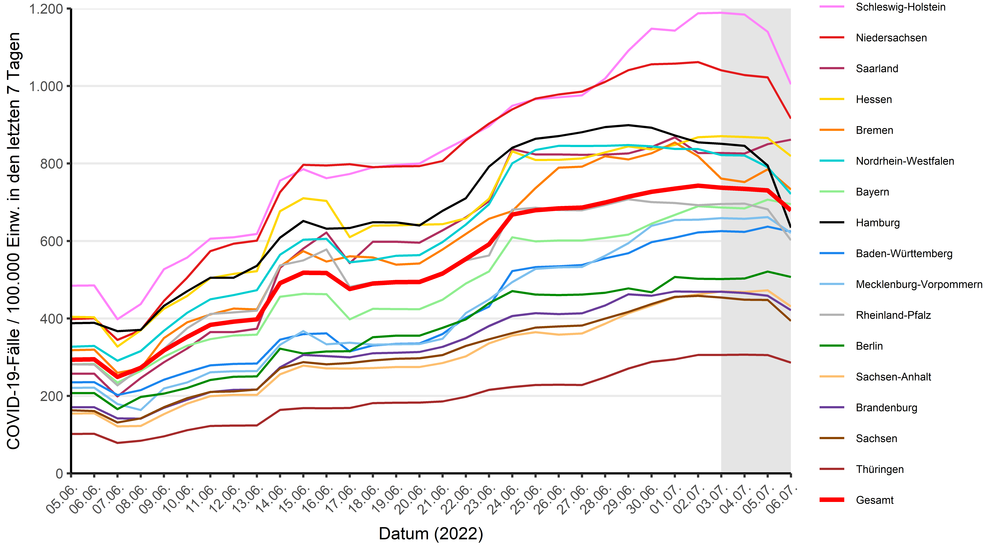 COVID-19-Fälle / 100.000 Einw. in den letzten 7 Tagen
1.200
1.000
800
600
400
200
0
05.06.
06.06.
07.06.
08.06.
09.06.
10.06.
11.06.
12.06.
13.06.
14.06.
15.06.
16.06.
17.06.
18.06.
19.06.
20.06.
21.06.
22.06.
23.06.
24.06.
25.06.
26.06.
27.06.
28.06.
29.06.
30.06.
01.07.
02.07.
03.07.
04.07.
05.07.
06.07.
Datum (2022)
Schleswig-Holstein
Niedersachsen
Saarland
Hessen
Bremen
Nordrhein-Westfalen
Bayern
Hamburg
Baden-Württemberg
Mecklenburg-Vorpommern
Rheinland-Pfalz
Berlin
Sachsen-Anhalt
Brandenburg
Sachsen
Thüringen
Gesamt